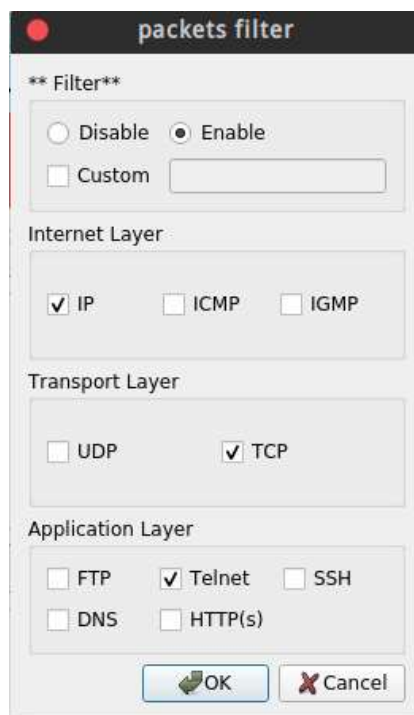 packets filter
** Filter**
Disable Enable
Custom
Internet Layer
IP ICMP IGMP
Transport Layer
UDP TCP
Application Layer
FTP Telnet SSH
DNS HTTP(s)
OK Cancel